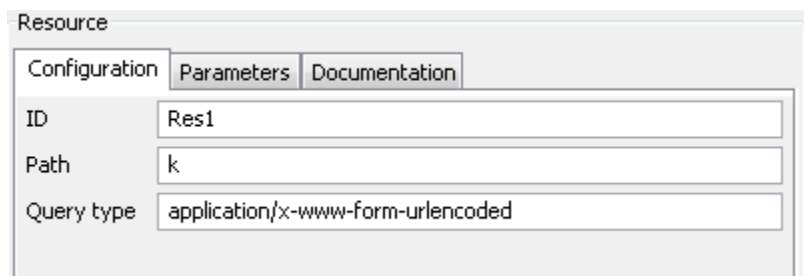 Resource
Configuration Parameters Documentation
ID Res1
Path k
Query type application/x-www-form-urlencoded